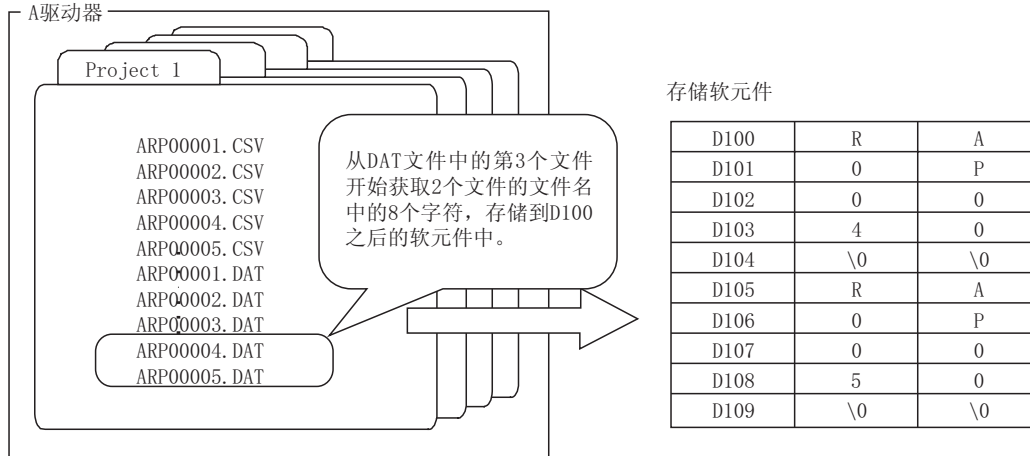 A驱动器
Project 1
ARP00001.CSV
ARP00002.CSV
ARP00003.CSV
ARP00004.CSV
ARP00005.CSV
ARP00001.DAT
ARP00002.DAT
ARP00003.DAT
ARP00004.DAT
ARP00005.DAT
从DAT文件中的第3个文件
开始获取2个文件的文件名
中的8个字符，存储到D100
之后的软元件中。
存储软元件
D100 R A
D101 0 P
D102 0 0
D103 4 0
D104 \0 \0
D105 R A
D106 0 P
D107 0 0
D108 5 0
D109 \0 \0